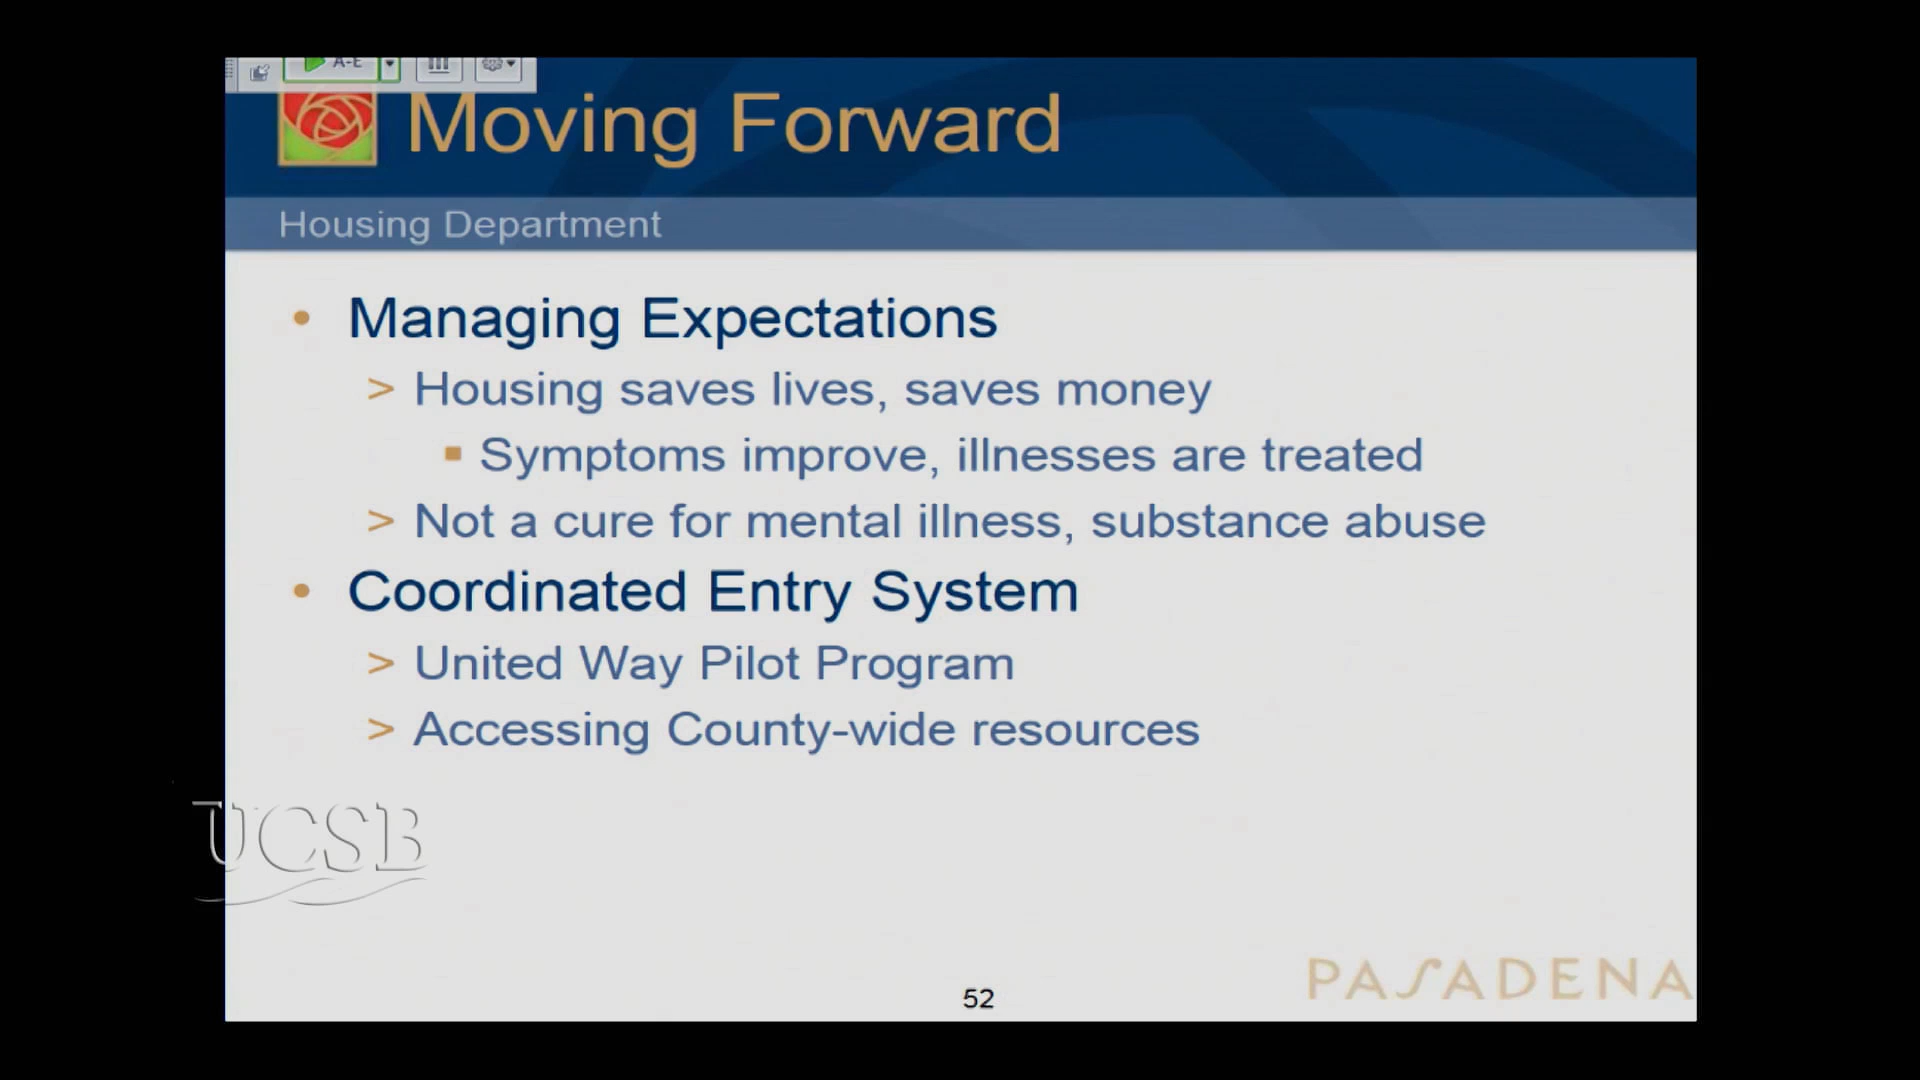 A-E
Moving Forward
Housing Department
• Managing Expectations
> Housing saves lives, saves money
▪ Symptoms improve, illnesses are treated
> Not a cure for mental illness, substance abuse
• Coordinated Entry System
> United Way Pilot Program
> Accessing County-wide resources
UCSB
PASADENA
52